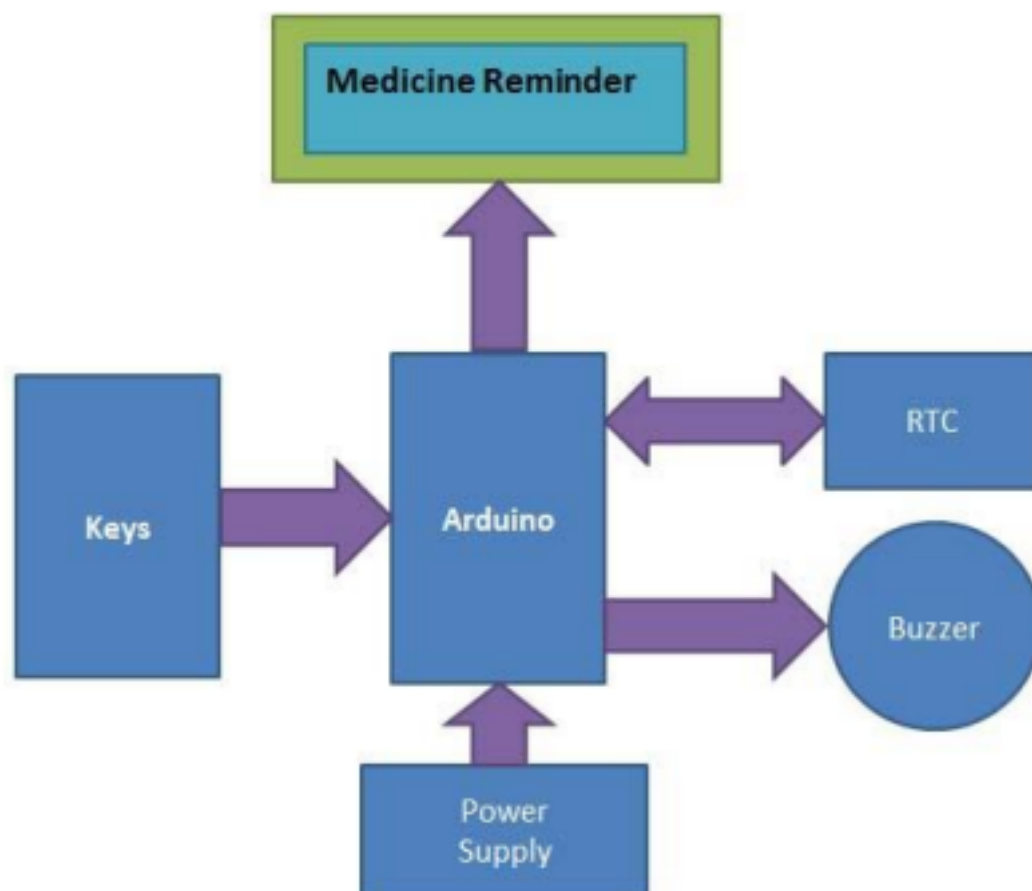 Medicine Reminder
RTC
Keys
Arduino
Buzzer
Power
Supply